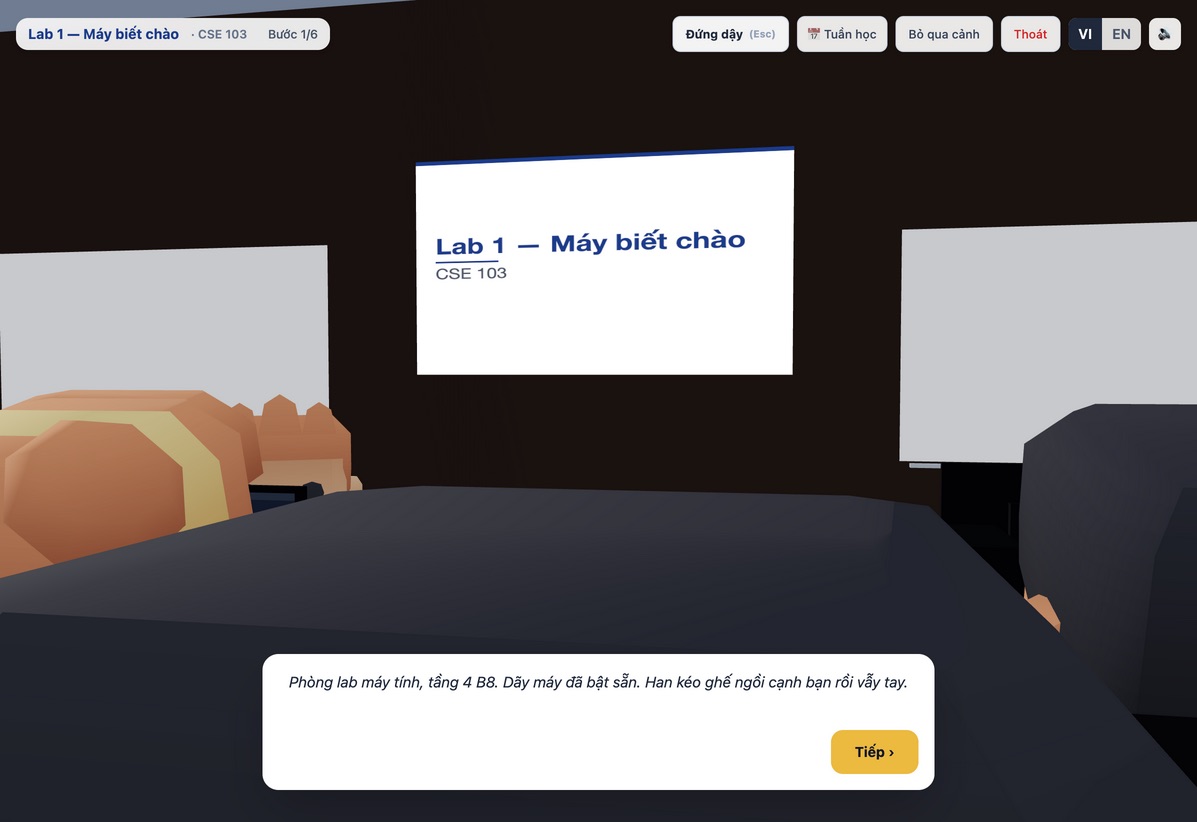 Lab 1 — Máy biết chào · CSE 103 Bước 1/6
Đứng dậy (Esc)
Tuần học
Bỏ qua cảnh
Thoát
VI EN
Lab 1 — Máy biết chào
CSE 103
Phòng lab máy tính, tầng 4 B8. Dãy máy đã bật sẵn. Han kéo ghế ngồi cạnh bạn rồi vẫy tay.
Tiếp ›